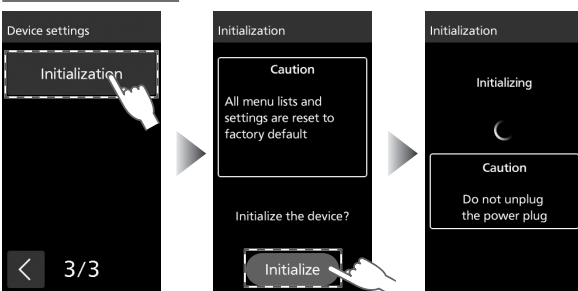 Device settings
Initialization
3/3
Initialization
Caution
All menu lists and
settings are reset to
factory default
Initialize the device?
Initialize
Initialization
Initializing
Caution
Do not unplug
the power plug